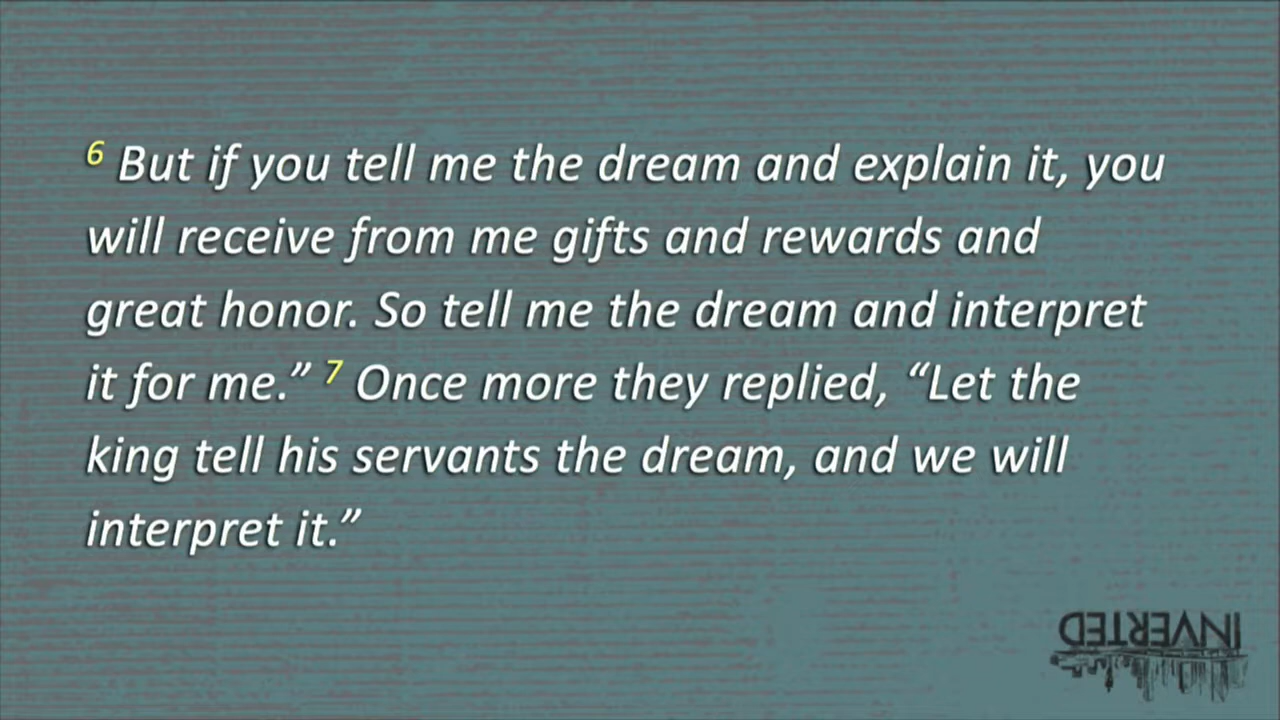 6 But if you tell me the dream and explain it, you
will receive from me gifts and rewards and
great honor. So tell me the dream and interpret
it for me.” 7 Once more they replied, “Let the
king tell his servants the dream, and we will
interpret it.”
INVERTED